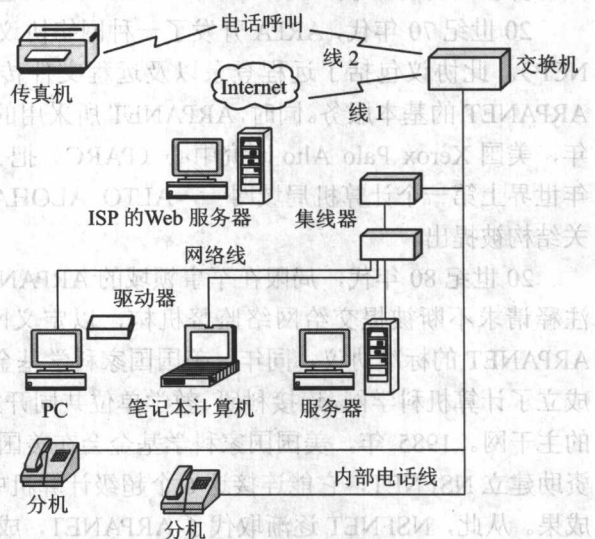 电话呼叫
线 2
传真机
交换机
Internet
线 1
ISP 的Web 服务器
集线器
网络线
驱动器
PC
笔记本计算机
服务器
内部电话线
分机
分机